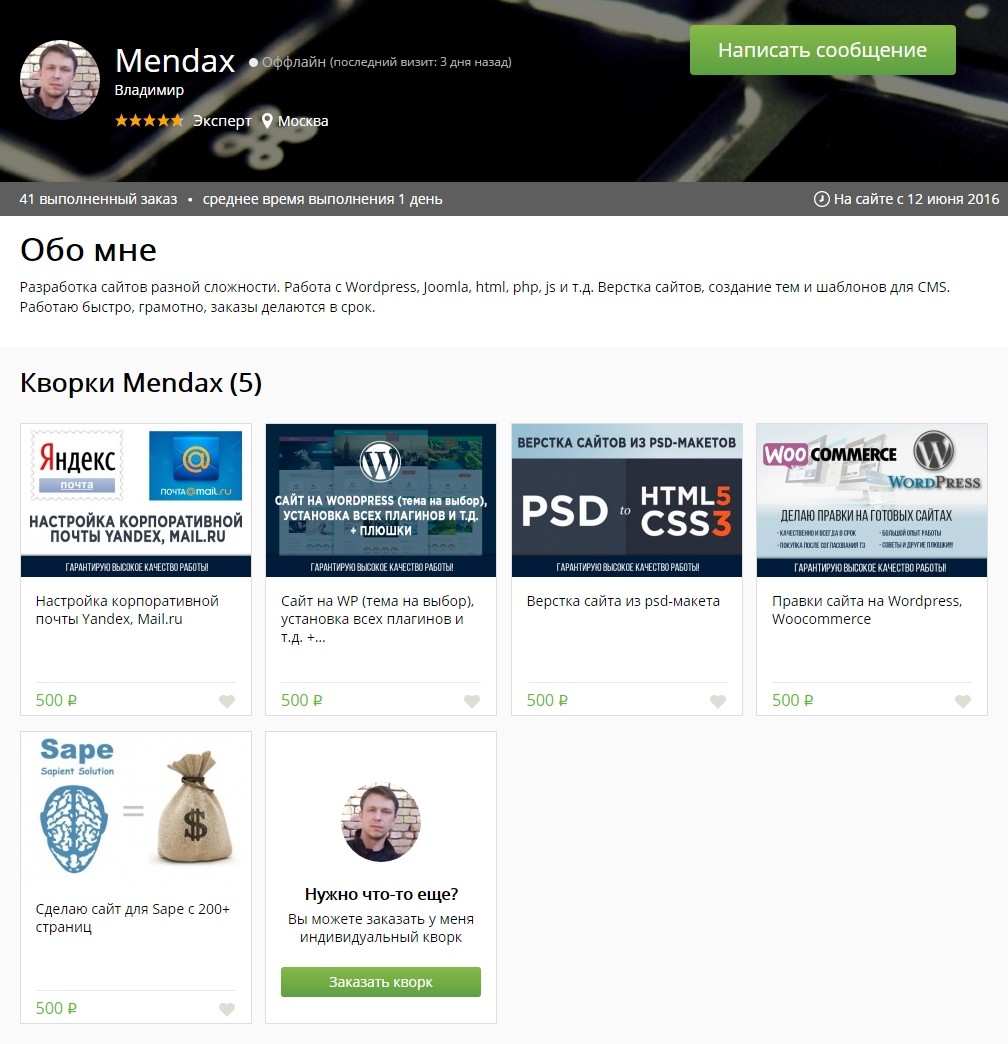 Mendax
Оффлайн (последний визит: 3 дня назад)
Написать сообщение
Владимир
Эксперт
Москва
41 выполненный заказ • среднее время выполнения 1 день
На сайте с 12 июня 2016
Обо мне
Разработка сайтов разной сложности. Работа с Wordpress, Joomla, html, php, js и т.д. Верстка сайтов, создание тем и шаблонов для CMS.
Работаю быстро, грамотно, заказы делаются в срок.
Кворки Mendax (5)
Яндекс
почта
@
почта@mail.ru
НАСТРОЙКА КОРПОРАТИВНОЙ
ПОЧТЫ YANDEX, MAIL.RU
ГАРАНТИРУЮ ВЫСОКОЕ КАЧЕСТВО РАБОТЫ!
Настройка корпоративной
почты Yandex, Mail.ru
500 ₽
САЙТ НА WORDPRESS (тема на выбор),
УСТАНОВКА ВСЕХ ПЛАГИНОВ И Т.Д.
+ ПЛЮШКИ
ГАРАНТИРУЮ ВЫСОКОЕ КАЧЕСТВО РАБОТЫ!
Сайт на WP (тема на выбор),
установка всех плагинов и
т.д. +...
500 ₽
ВЕРСТКА САЙТОВ ИЗ PSD-МАКЕТОВ
PSD to HTML5
CSS3
ГАРАНТИРУЮ ВЫСОКОЕ КАЧЕСТВО РАБОТЫ!
Верстка сайта из psd-макета
500 ₽
WOO COMMERCE
WORDPRESS
ДЕЛАЮ ПРАВКИ НА ГОТОВЫХ САЙТАХ
- КАЧЕСТВЕННО И ВСЕГДА В СРОК
- БОЛЬШОЙ ОПЫТ РАБОТЫ
- ПОКУПКА ПОСЛЕ СОГЛАСОВАНИЯ ТЗ
- СОВЕТЫ И ДРУГИЕ ПЛЮШКИ!!!
ГАРАНТИРУЮ ВЫСОКОЕ КАЧЕСТВО РАБОТЫ!
Правки сайта на Wordpress,
Woocommerce
500 ₽
Sape
Sapient Solution
= $
Сделаю сайт для Sape с 200+
страниц
500 ₽
Нужно что-то еще?
Вы можете заказать у меня
индивидуальный кворк
Заказать кворк